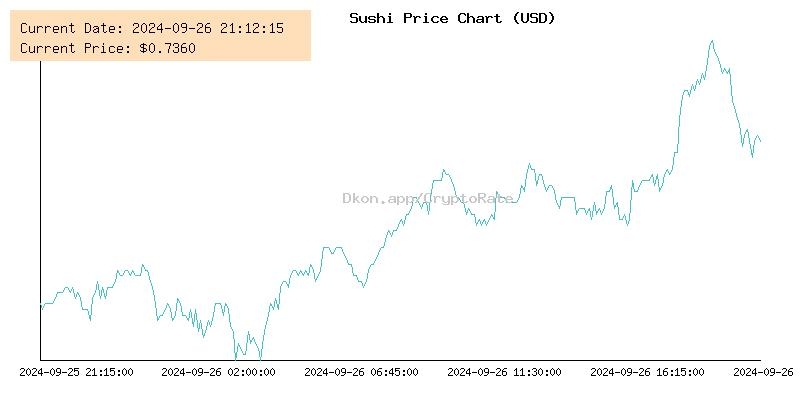 Sushi Price Chart (USD)
Current Date: 2024-09-26 21:12:15
Current Price: $0.7360
Dkon.app/CryptoRate
2024-09-25 21:15:00 2024-09-26 02:00:00 2024-09-26 06:45:00 2024-09-26 11:30:00 2024-09-26 16:15:00 2024-09-26